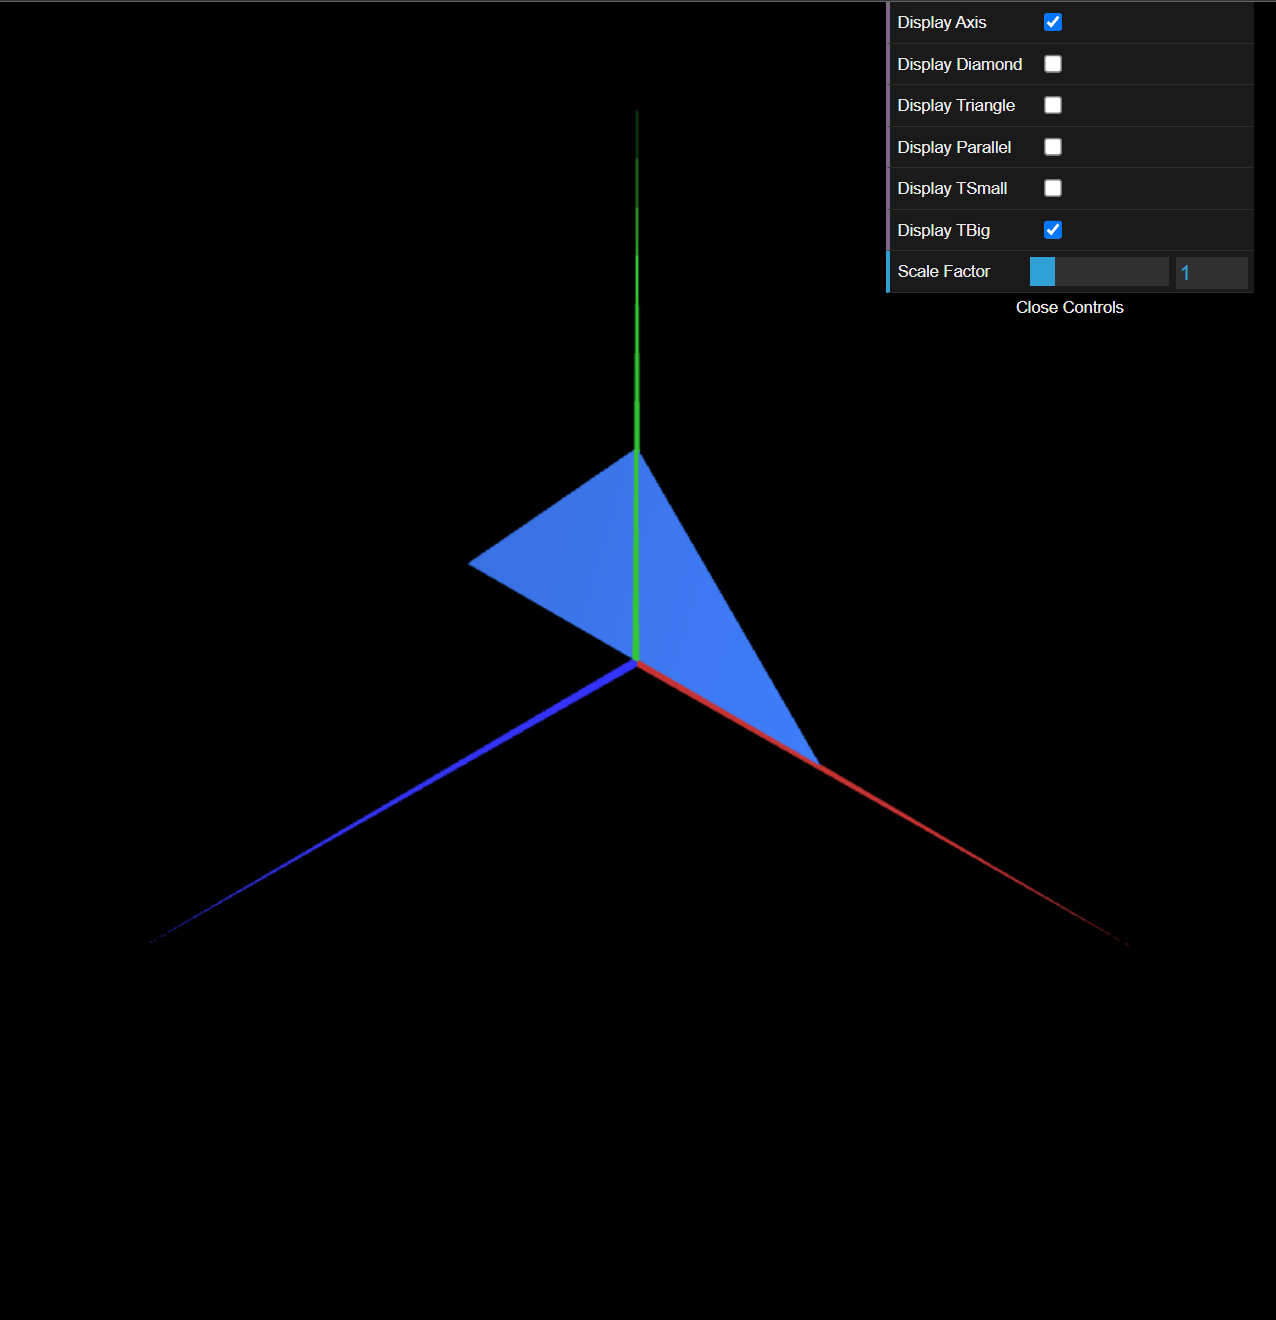 Display Axis
Display Diamond
Display Triangle
Display Parallel
Display TSmall
Display TBig
Scale Factor 1
Close Controls